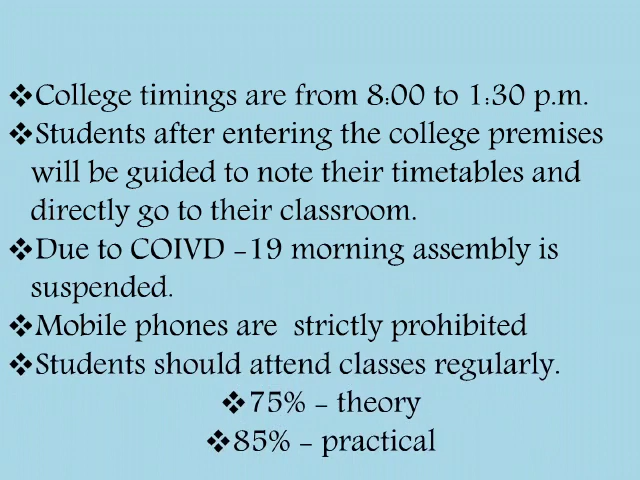 ❖College timings are from 8:00 to 1:30 p.m.
❖Students after entering the college premises
will be guided to note their timetables and
directly go to their classroom.
❖Due to COIVD -19 morning assembly is
suspended.
❖Mobile phones are  strictly prohibited
❖Students should attend classes regularly.
❖75% - theory
❖85% - practical